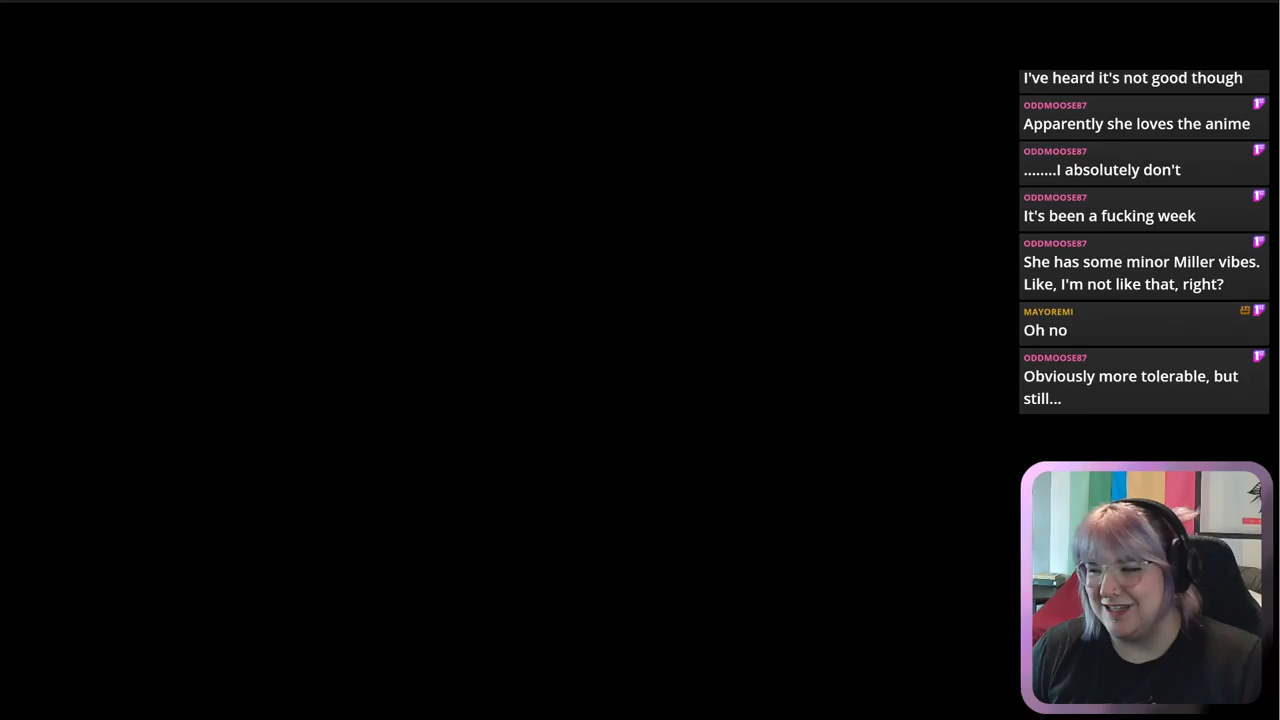 I've heard it's not good though
ODDMOOSE87
Apparently she loves the anime
ODDMOOSE87
........I absolutely don't
ODDMOOSE87
It's been a fucking week
ODDMOOSE87
She has some minor Miller vibes.
Like, I'm not like that, right?
MAYOREMI
Oh no
ODDMOOSE87
Obviously more tolerable, but
still...